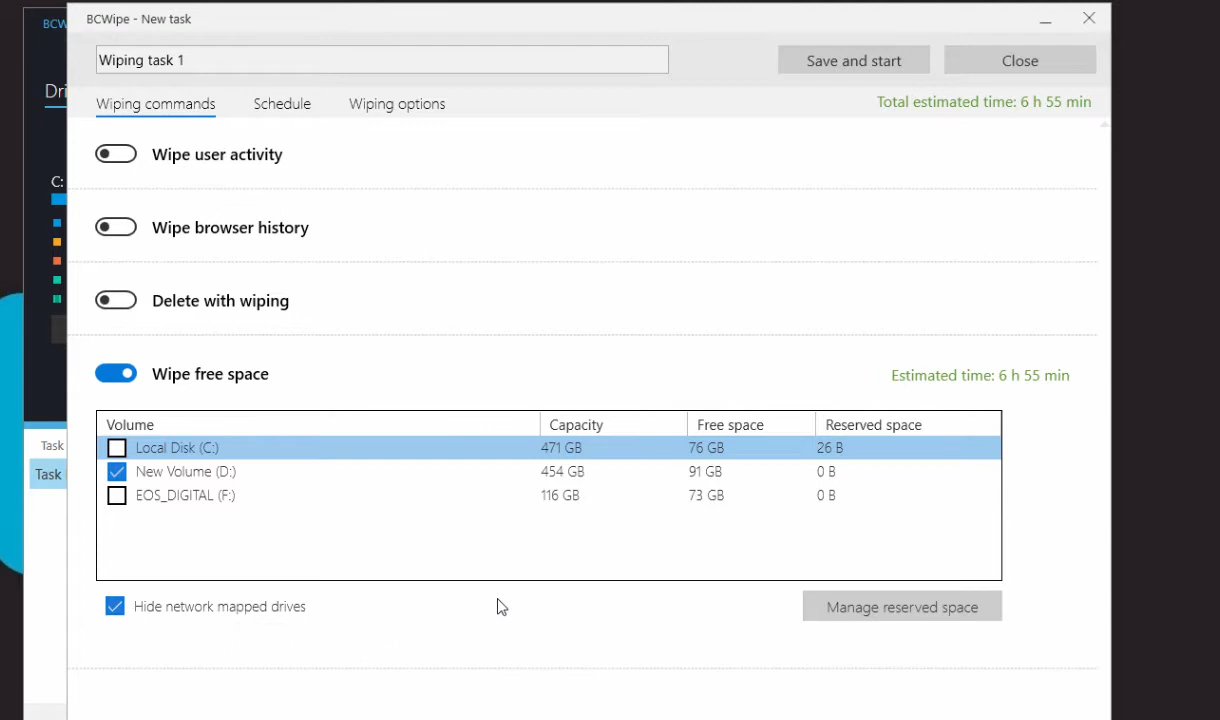 BCW
BCWipe - New task
Wiping task 1
Save and start
Close
Dri
Wiping commands
Schedule
Wiping options
Total estimated time: 6 h 55 min
Wipe user activity
C:
Wipe browser history
Delete with wiping
Wipe free space
Estimated time: 6 h 55 min
Volume
Capacity
Free space
Reserved space
Task
Local Disk (C:)
471 GB
76 GB
26 B
Task
New Volume (D:)
454 GB
91 GB
0 B
EOS_DIGITAL (F:)
116 GB
73 GB
0 B
Hide network mapped drives
Manage reserved space